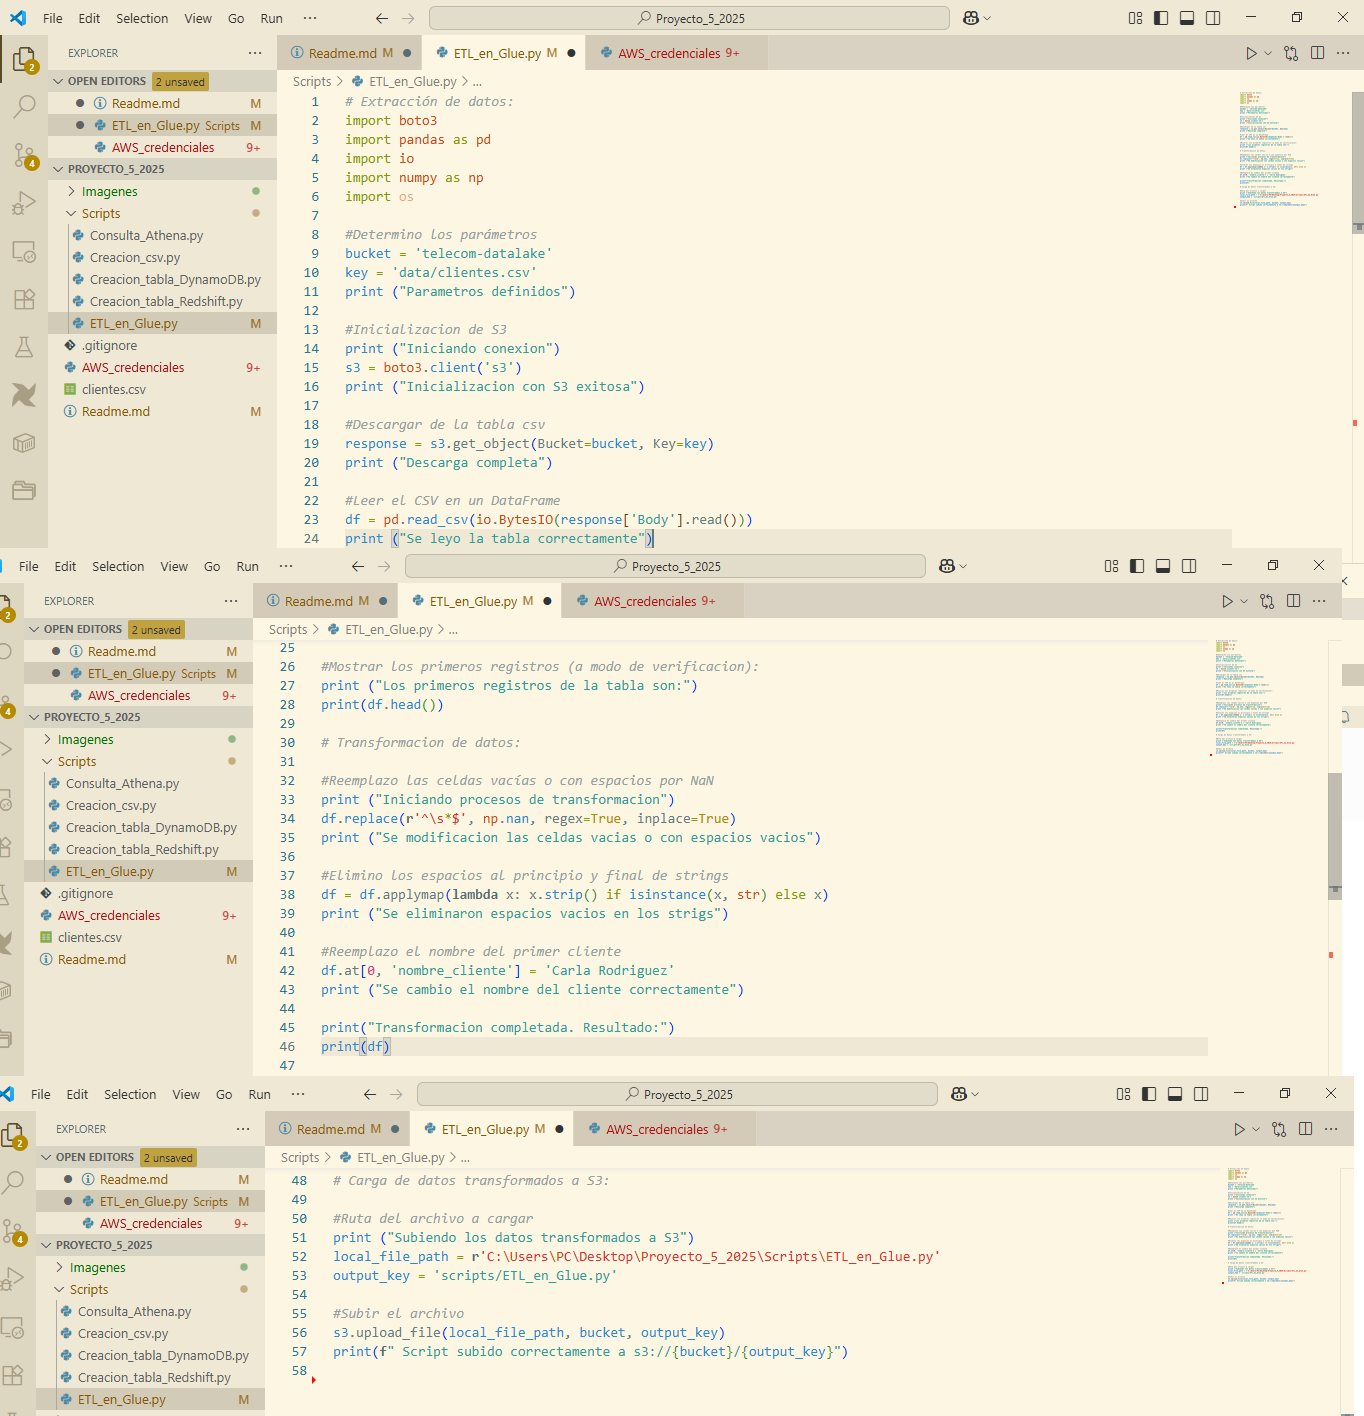 File Edit Selection View Go Run ··· Proyecto_5_2025
EXPLORER ···
Readme.md M
ETL_en_Glue.py M
AWS_credenciales 9+
OPEN EDITORS 2 unsaved
Readme.md M
ETL_en_Glue.py Scripts M
AWS_credenciales 9+
PROYECTO_5_2025
Imagenes
Scripts
Consulta_Athena.py
Creacion_csv.py
Creacion_tabla_DynamoDB.py
Creacion_tabla_Redshift.py
ETL_en_Glue.py M
.gitignore
AWS_credenciales 9+
clientes.csv
Readme.md M
2
4
Scripts > ETL_en_Glue.py > ...
1 # Extracción de datos:
2 import boto3
3 import pandas as pd
4 import io
5 import numpy as np
6 import os
7
8 #Determino los parámetros
9 bucket = 'telecom-datalake'
10 key = 'data/clientes.csv'
11 print ("Parametros definidos")
12
13 #Inicializacion de S3
14 print ("Iniciando conexion")
15 s3 = boto3.client('s3')
16 print ("Inicializacion con S3 exitosa")
17
18 #Descargar de la tabla csv
19 response = s3.get_object(Bucket=bucket, Key=key)
20 print ("Descarga completa")
21
22 #Leer el CSV en un DataFrame
23 df = pd.read_csv(io.BytesIO(response['Body'].read()))
24 print ("Se leyo la tabla correctamente")
File Edit Selection View Go Run ··· Proyecto_5_2025
EXPLORER ···
Readme.md M
ETL_en_Glue.py M
AWS_credenciales 9+
OPEN EDITORS 2 unsaved
Readme.md M
ETL_en_Glue.py Scripts M
AWS_credenciales 9+
PROYECTO_5_2025
Imagenes
Scripts
Consulta_Athena.py
Creacion_csv.py
Creacion_tabla_DynamoDB.py
Creacion_tabla_Redshift.py
ETL_en_Glue.py M
.gitignore
AWS_credenciales 9+
clientes.csv
Readme.md M
2
4
Scripts > ETL_en_Glue.py > ...
25
26 #Mostrar los primeros registros (a modo de verificacion):
27 print ("Los primeros registros de la tabla son:")
28 print(df.head())
29
30 # Transformacion de datos:
31
32 #Reemplazo las celdas vacías o con espacios por NaN
33 print ("Iniciando procesos de transformacion")
34 df.replace(r'^\s*$', np.nan, regex=True, inplace=True)
35 print ("Se modificacion las celdas vacias o con espacios vacios")
36
37 #Elimino los espacios al principio y final de strings
38 df = df.applymap(lambda x: x.strip() if isinstance(x, str) else x)
39 print ("Se eliminaron espacios vacios en los strigs")
40
41 #Reemplazo el nombre del primer cliente
42 df.at[0, 'nombre_cliente'] = 'Carla Rodriguez'
43 print ("Se cambio el nombre del cliente correctamente")
44
45 print("Transformacion completada. Resultado:")
46 print(df)
47
File Edit Selection View Go Run ··· Proyecto_5_2025
EXPLORER ···
Readme.md M
ETL_en_Glue.py M
AWS_credenciales 9+
OPEN EDITORS 2 unsaved
Readme.md M
ETL_en_Glue.py Scripts M
AWS_credenciales 9+
PROYECTO_5_2025
Imagenes
Scripts
Consulta_Athena.py
Creacion_csv.py
Creacion_tabla_DynamoDB.py
Creacion_tabla_Redshift.py
ETL_en_Glue.py M
2
4
Scripts > ETL_en_Glue.py > ...
48 # Carga de datos transformados a S3:
49
50 #Ruta del archivo a cargar
51 print ("Subiendo los datos transformados a S3")
52 local_file_path = r'C:\Users\PC\Desktop\Proyecto_5_2025\Scripts\ETL_en_Glue.py'
53 output_key = 'scripts/ETL_en_Glue.py'
54
55 #Subir el archivo
56 s3.upload_file(local_file_path, bucket, output_key)
57 print(f" Script subido correctamente a s3://{bucket}/{output_key}")
58